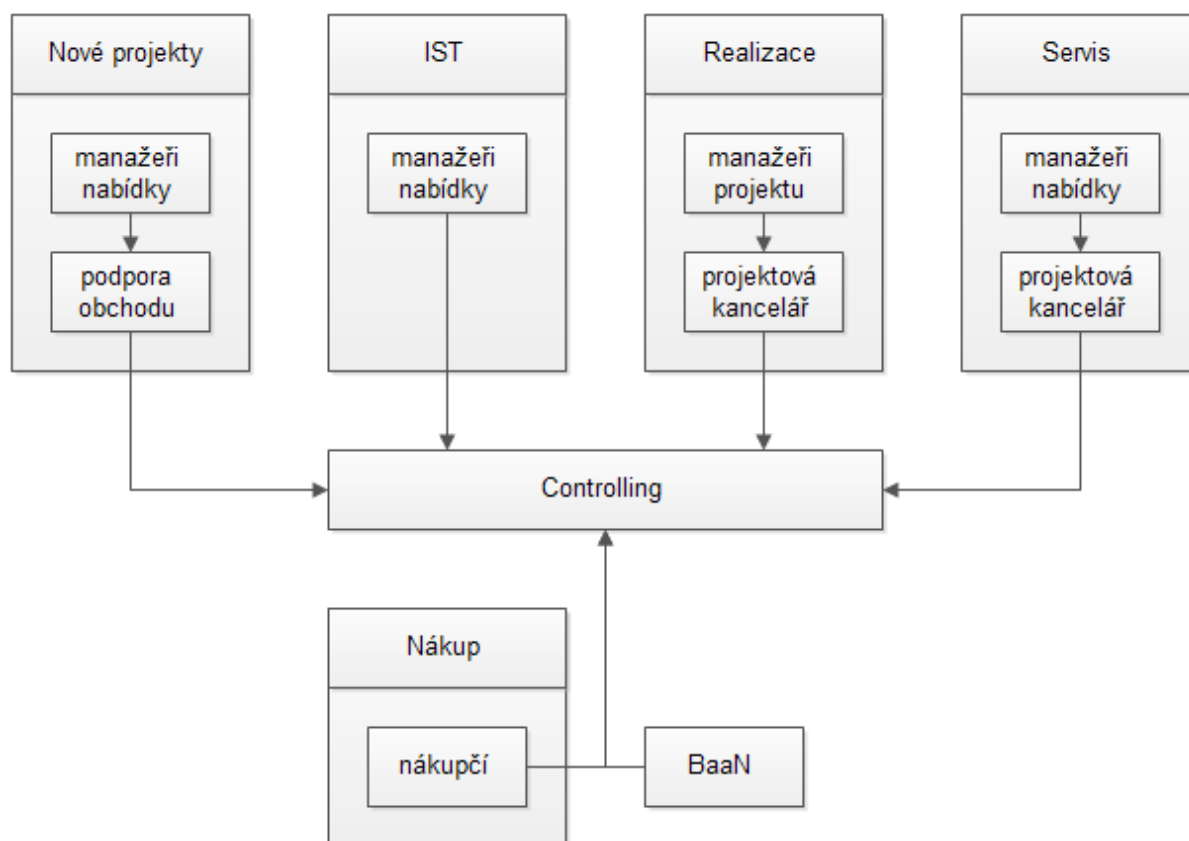 Nové projekty
IST
Realizace
Servis
manažeři
nabídky
manažeři
nabídky
manažeři
projektu
manažeři
nabídky
podpora
obchodu
projektová
kancelář
projektová
kancelář
Controlling
Nákup
nákupčí
BaaN